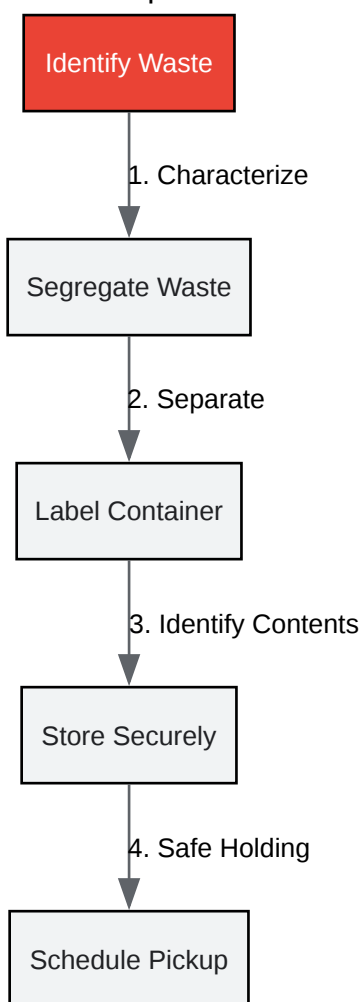 Identify Waste
1. Characterize
Segregate Waste
2. Separate
Label Container
3. Identify Contents
Store Securely
4. Safe Holding
Schedule Pickup